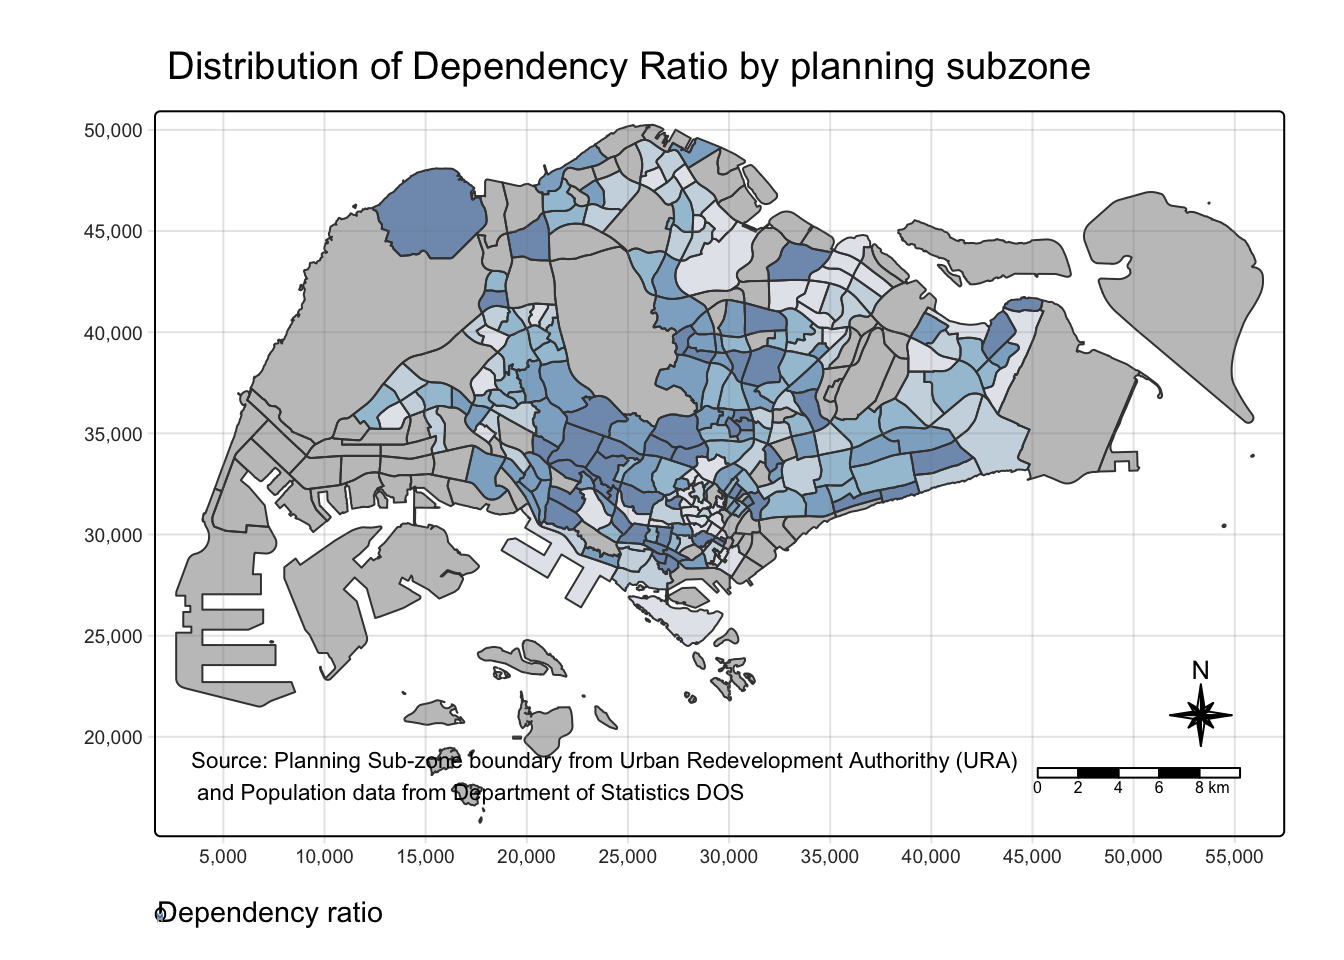 Distribution of Dependency Ratio by planning subzone
50,000
45,000
40,000
35,000
30,000
25,000
20,000
N
Source: Planning Sub-zone boundary from Urban Redevelopment Authorithy (URA)
and Population data from Department of Statistics DOS
0 2 4 6 8 km
5,000 10,000 15,000 20,000 25,000 30,000 35,000 40,000 45,000 50,000 55,000
Dependency ratio